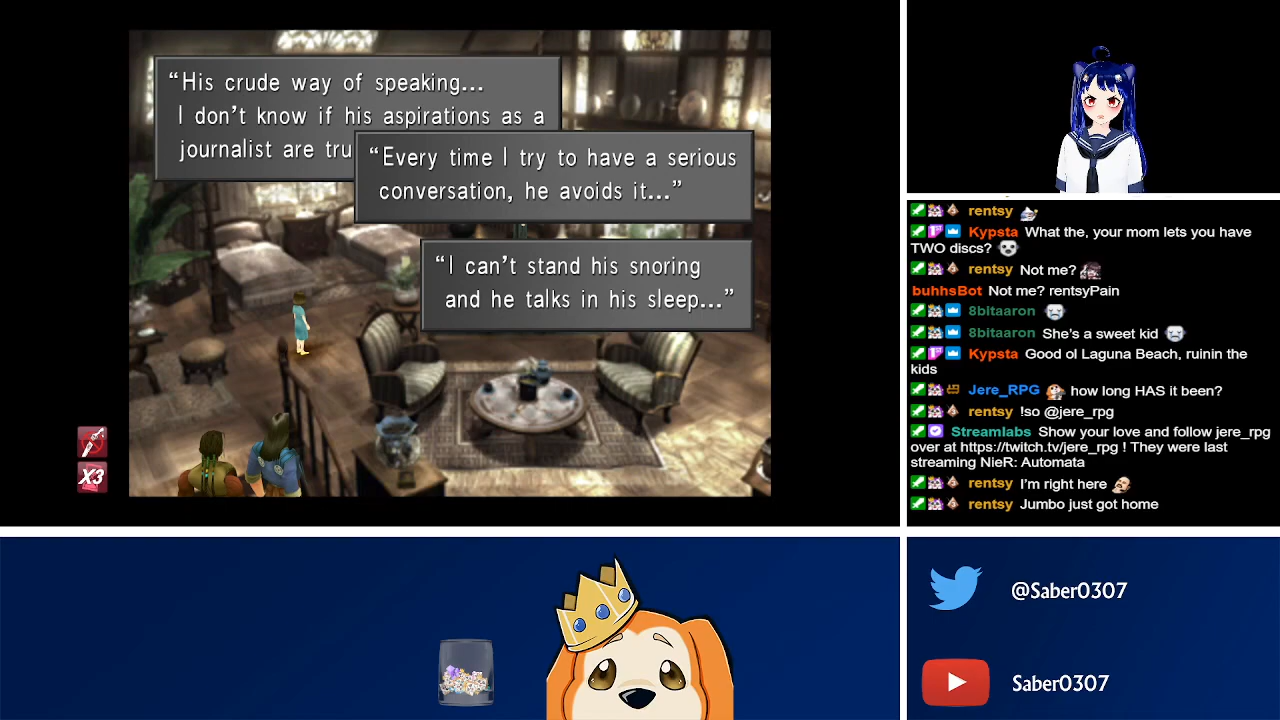 “His crude way of speaking...
I don’t know if his aspirations as a
journalist are tru
“Every time I try to have a serious
conversation, he avoids it...”
“I can’t stand his snoring
and he talks in his sleep...”
X3
rentsy
Kypsta What the, your mom lets you have
TWO discs?
rentsy Not me?
buhhsBot Not me? rentsyPain
8bitaaron
8bitaaron She’s a sweet kid
Kypsta Good ol Laguna Beach, ruinin the
kids
Jere_RPG how long HAS it been?
rentsy !so @jere_rpg
Streamlabs Show your love and follow jere_rpg
over at https://twitch.tv/jere_rpg ! They were last
streaming NieR: Automata
rentsy I’m right here
rentsy Jumbo just got home
@Saber0307
Saber0307